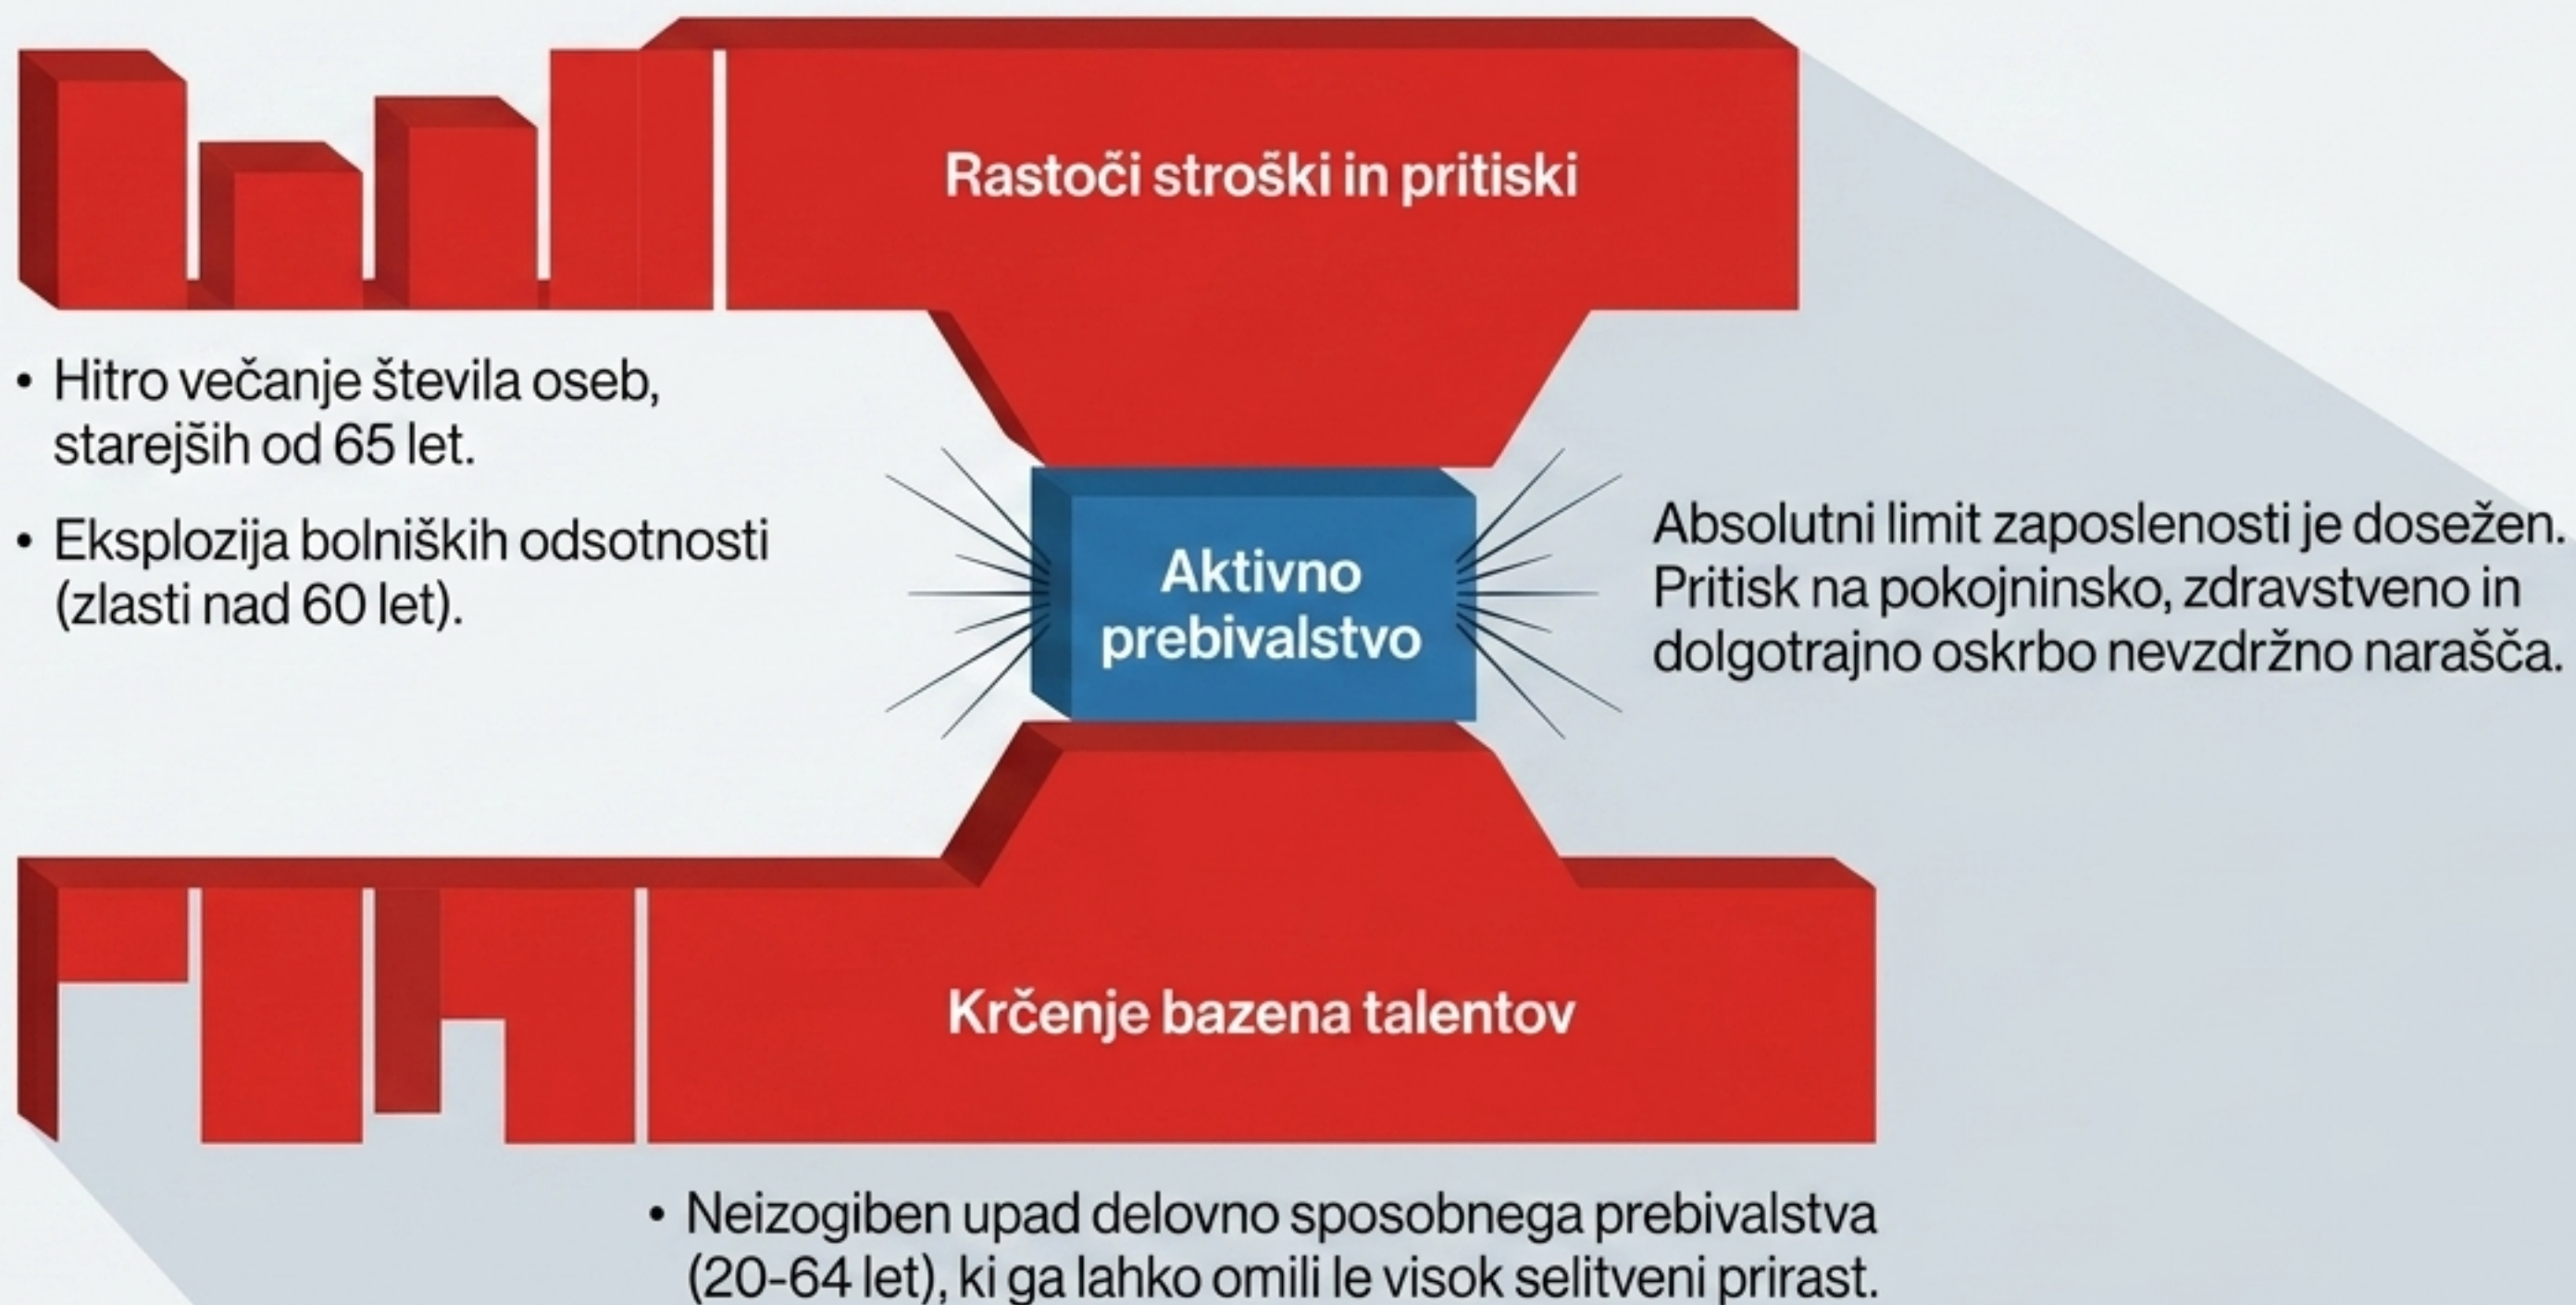 Rastoči stroški in pritiski
• Hitro večanje števila oseb,
starejših od 65 let.
• Eksplozija bolniških odsotnosti
(zlasti nad 60 let).
Aktivno
prebivalstvo
Absolutni limit zaposlenosti je dosežen.
Pritisk na pokojninsko, zdravstveno in
dolgotrajno oskrbo nevzdržno narašča.
Krčenje bazena talentov
• Neizogiben upad delovno sposobnega prebivalstva
(20-64 let), ki ga lahko omili le visok selitveni prirast.